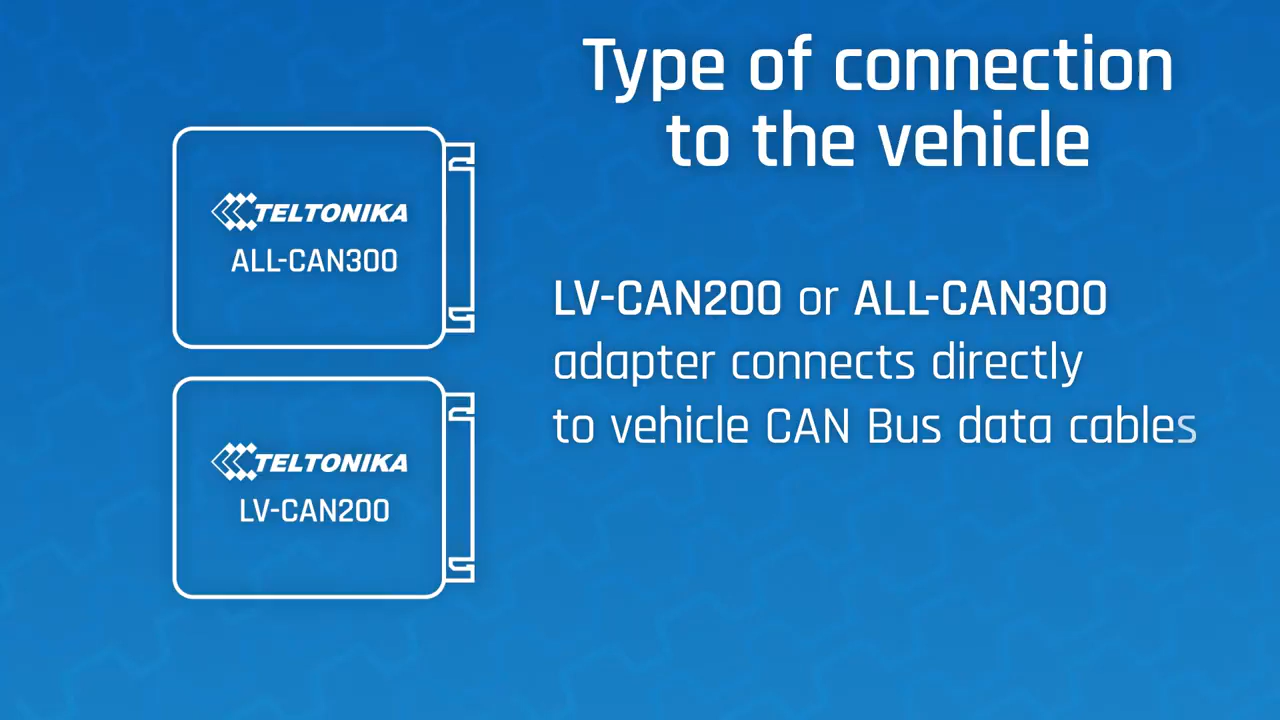 Type of connection
to the vehicle
TELTONIKA
ALL-CAN300
LV-CAN200 or ALL-CAN300
adapter connects directly
to vehicle CAN Bus data cables
TELTONIKA
LV-CAN200